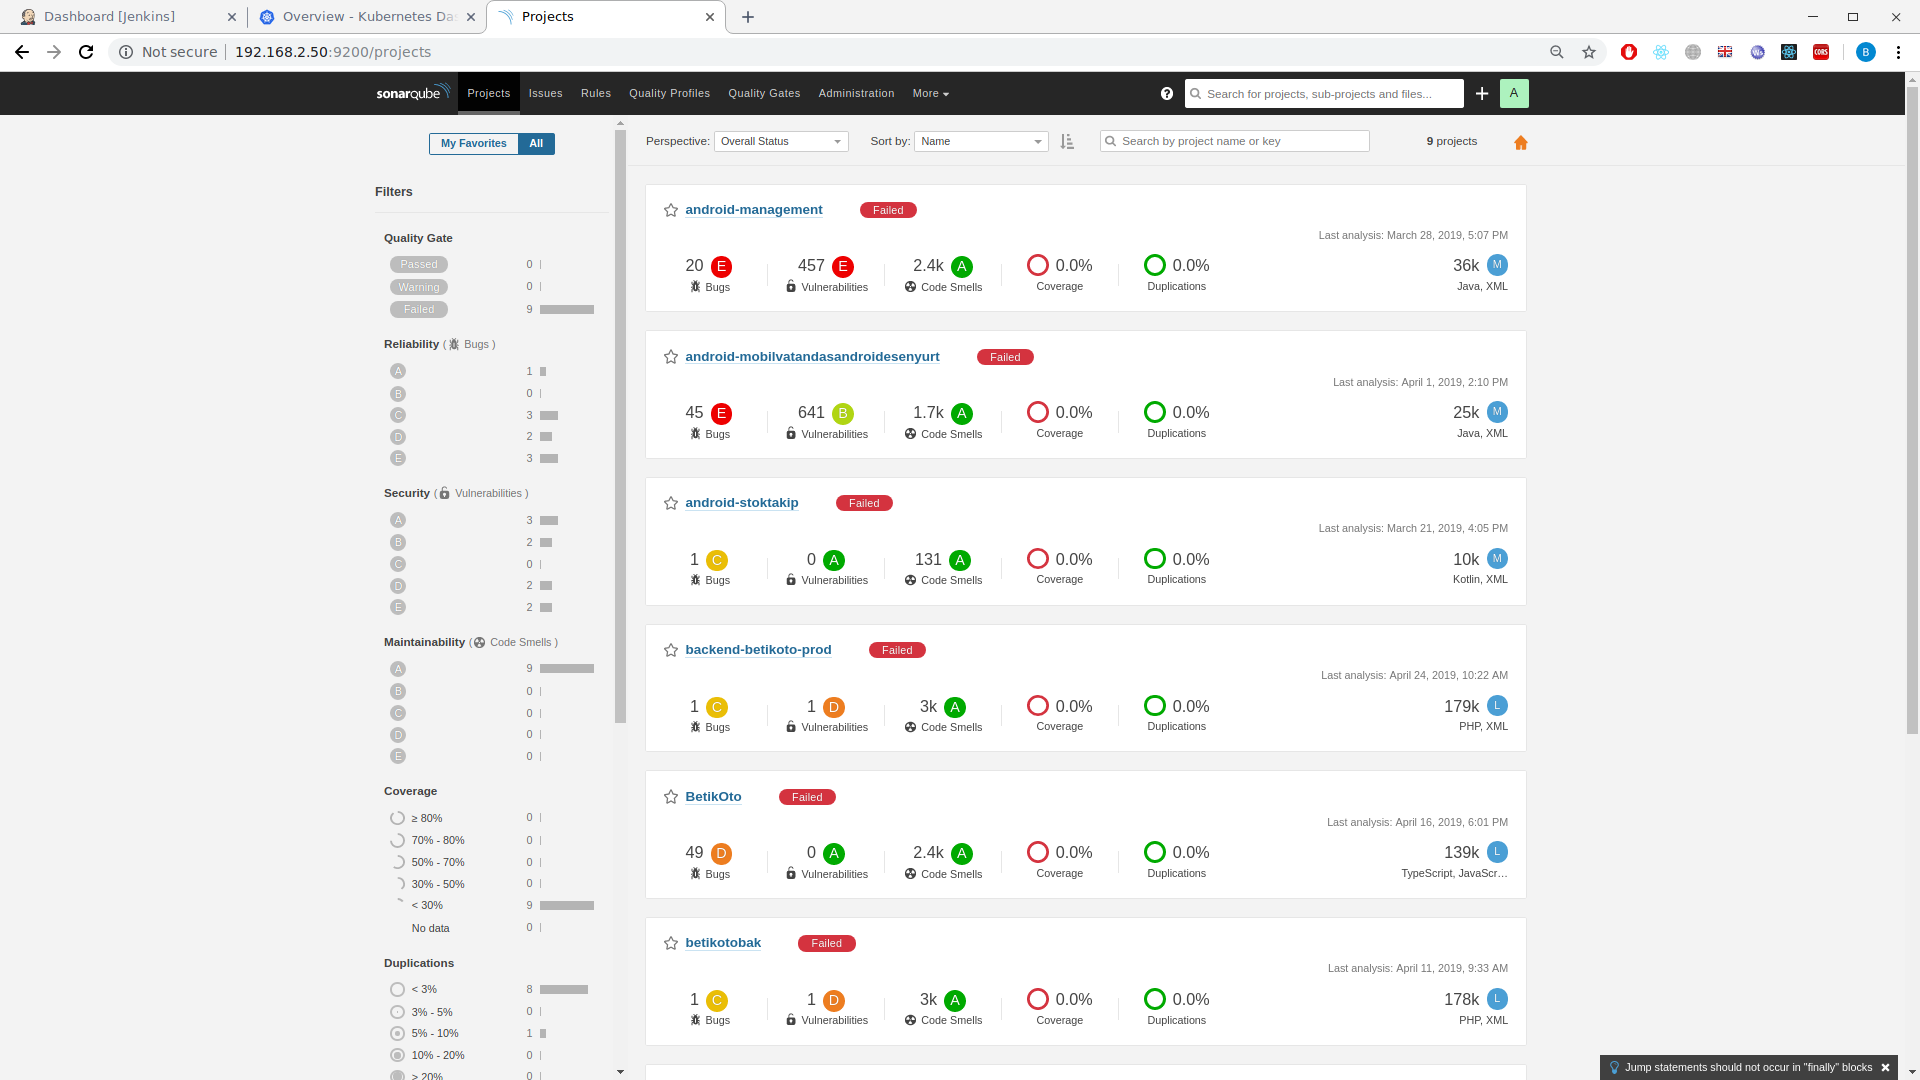 Dashboard [Jenkins]
Overview - Kubernetes Das
Projects
Not secure
192.168.2.50:9200/projects
CORS
B
sonarqube
Projects
Issues
Rules
Quality Profiles
Quality Gates
Administration
More
Search for projects, sub-projects and files...
A
My Favorites
All
Perspective:
Overall Status
Sort by:
Name
Search by project name or key
9 projects
Filters
Quality Gate
Passed 0
Warning 0
Failed 9
Reliability ( Bugs )
A 1
B 0
C 3
D 2
E 3
Security ( Vulnerabilities )
A 3
B 2
C 0
D 2
E 2
Maintainability ( Code Smells )
A 9
B 0
C 0
D 0
E 0
Coverage
≥ 80% 0
70% - 80% 0
50% - 70% 0
30% - 50% 0
< 30% 9
No data 0
Duplications
< 3% 8
3% - 5% 0
5% - 10% 1
10% - 20% 0
> 20% 0
android-management Failed
Last analysis: March 28, 2019, 5:07 PM
20 E 457 E 2.4k A 0.0% 0.0% 36k M
Bugs Vulnerabilities Code Smells Coverage Duplications Java, XML
android-mobilvatandasandroidesenyurt Failed
Last analysis: April 1, 2019, 2:10 PM
45 E 641 B 1.7k A 0.0% 0.0% 25k M
Bugs Vulnerabilities Code Smells Coverage Duplications Java, XML
android-stoktakip Failed
Last analysis: March 21, 2019, 4:05 PM
1 C 0 A 131 A 0.0% 0.0% 10k M
Bugs Vulnerabilities Code Smells Coverage Duplications Kotlin, XML
backend-betikoto-prod Failed
Last analysis: April 24, 2019, 10:22 AM
1 C 1 D 3k A 0.0% 0.0% 179k L
Bugs Vulnerabilities Code Smells Coverage Duplications PHP, XML
BetikOto Failed
Last analysis: April 16, 2019, 6:01 PM
49 D 0 A 2.4k A 0.0% 0.0% 139k L
Bugs Vulnerabilities Code Smells Coverage Duplications TypeScript, JavaScr...
betikotobak Failed
Last analysis: April 11, 2019, 9:33 AM
1 C 1 D 3k A 0.0% 0.0% 178k L
Bugs Vulnerabilities Code Smells Coverage Duplications PHP, XML
Jump statements should not occur in "finally" blocks